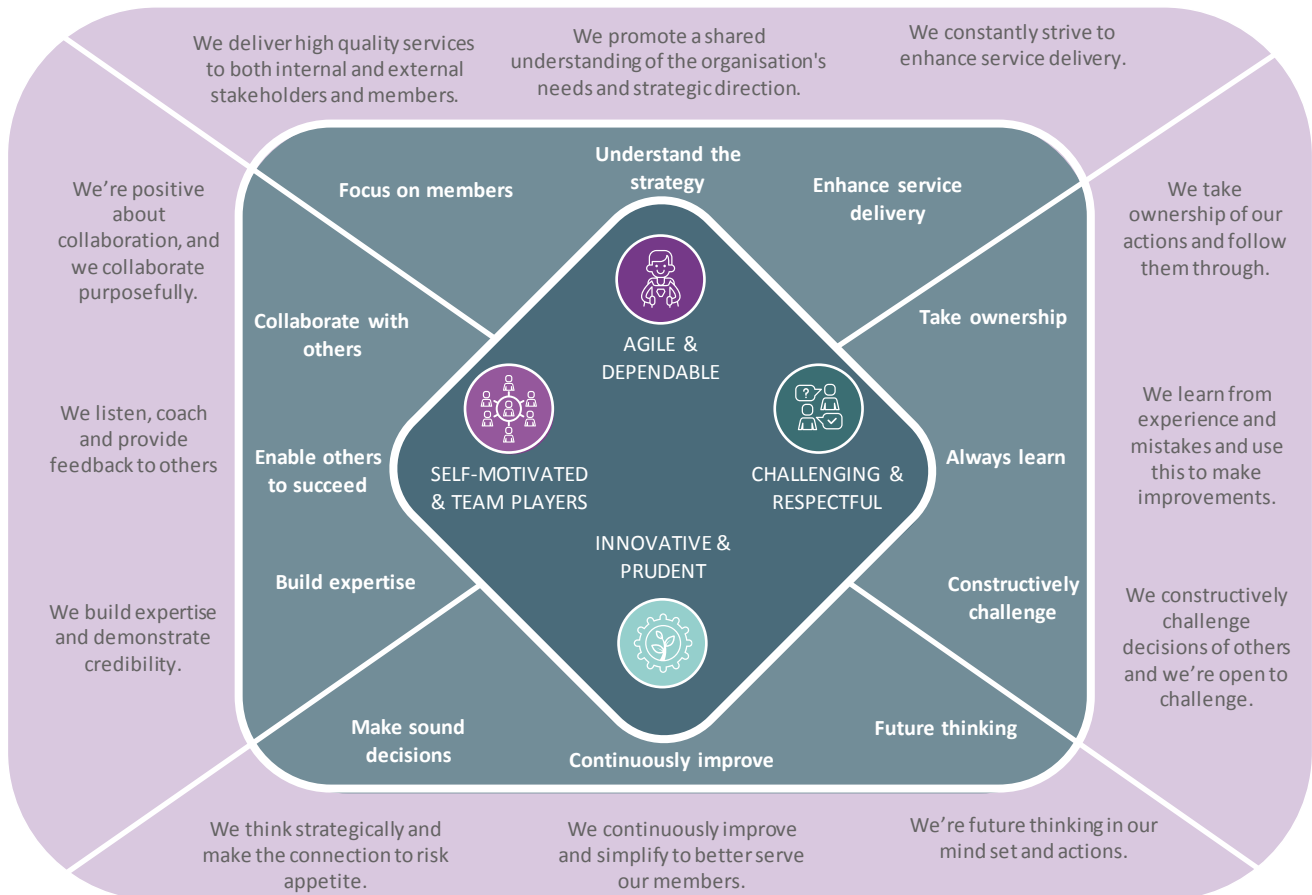 We deliver high quality services
to both internal and external
stakeholders and members.
We promote a shared
understanding of the organisation's
needs and strategic direction.
We constantly strive to
enhance service delivery.
Focus on members
Understand the
strategy
Enhance service
delivery
We're positive
about
collaboration, and
we collaborate
purposefully.
We listen, coach
and provide
feedback to others
We build expertise
and demonstrate
credibility.
Collaborate with
others
Enable others
to succeed
Build expertise
AGILE &
DEPENDABLE
SELF-MOTIVATED
& TEAM PLAYERS
?
CHALLENGING &
RESPECTFUL
INNOVATIVE &
PRUDENT
Take ownership
Always learn
Constructively
challenge
We take
ownership of our
actions and follow
them through.
We learn from
experience and
mistakes and use
this to make
improvements.
We constructively
challenge
decisions of others
and we're open to
challenge.
Make sound
decisions
Continuously improve
Future thinking
We think strategically and
make the connection to risk
appetite.
We continuously improve
and simplify to better serve
our members.
We're future thinking in our
mind set and actions.